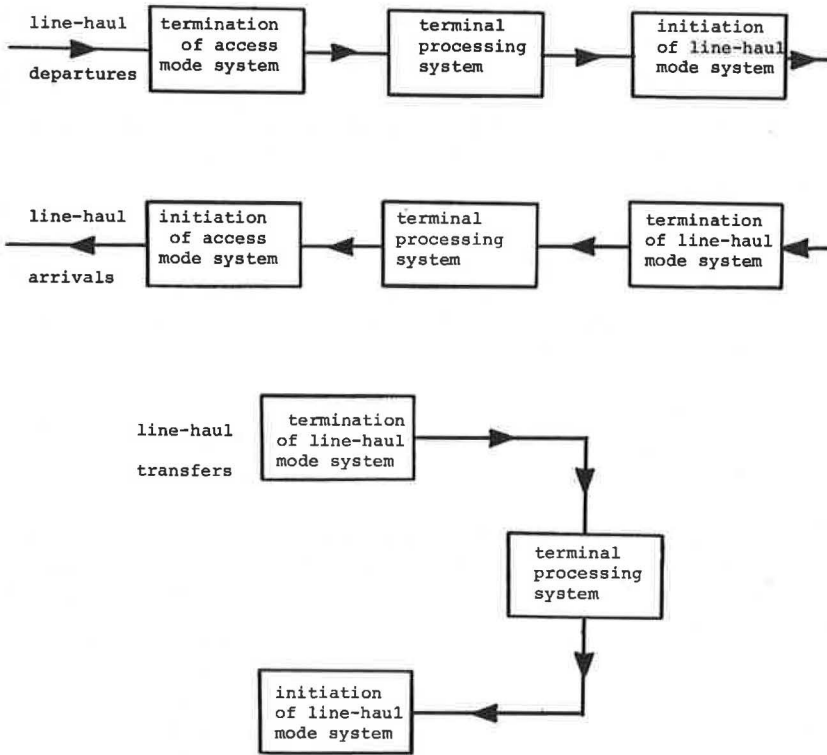 line-haul
departures
termination
of access
mode system
terminal
processing
system
initiation
of line-haul
mode system
line-haul
arrivals
initiation
of access
mode system
terminal
processing
system
termination
of line-haul
mode system
line-haul
transfers
termination
of line-haul
mode system
terminal
processing
system
initiation
of line-haul
mode system